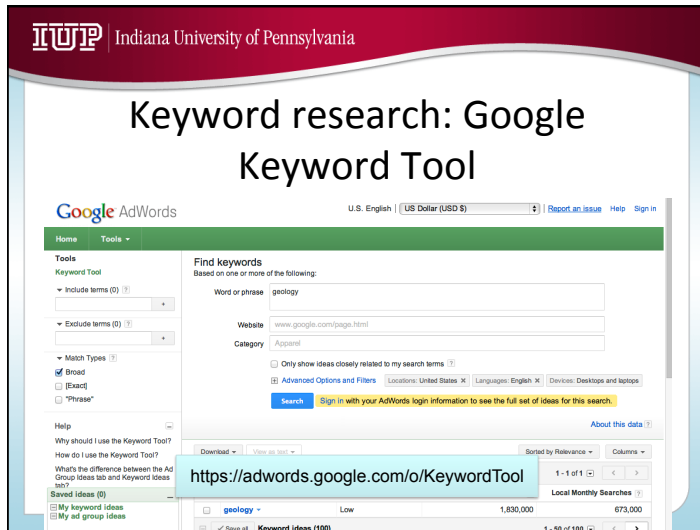 IUP Indiana University of Pennsylvania
Keyword research: Google
Keyword Tool
Google AdWords
U.S. English | US Dollar (USD $) | Report an issue Help Sign in
Home Tools
Tools
Keyword Tool
Include terms (0) ?
+
Exclude terms (0) ?
+
Match Types ?
Broad
[Exact]
"Phrase"
Help
Why should I use the Keyword Tool?
How do I use the Keyword Tool?
What's the difference between the Ad
Group Ideas tab and Keyword Ideas
tab?
Saved ideas (0)
My keyword ideas
My ad group ideas
Find keywords
Based on one or more of the following:
Word or phrase geology
Website www.google.com/page.html
Category Apparel
Only show ideas closely related to my search terms ?
Advanced Options and Filters Locations: United States X Languages: English X Devices: Desktops and laptops
Search Sign in with your AdWords login information to see the full set of ideas for this search.
About this data ?
Download View as text Sorted by Relevance Columns
https://adwords.google.com/o/KeywordTool
1 - 1 of 1 < >
Local Monthly Searches ?
geology Low 1,830,000 673,000
Save all Keyword ideas (100) 1 - 50 of 100 < >